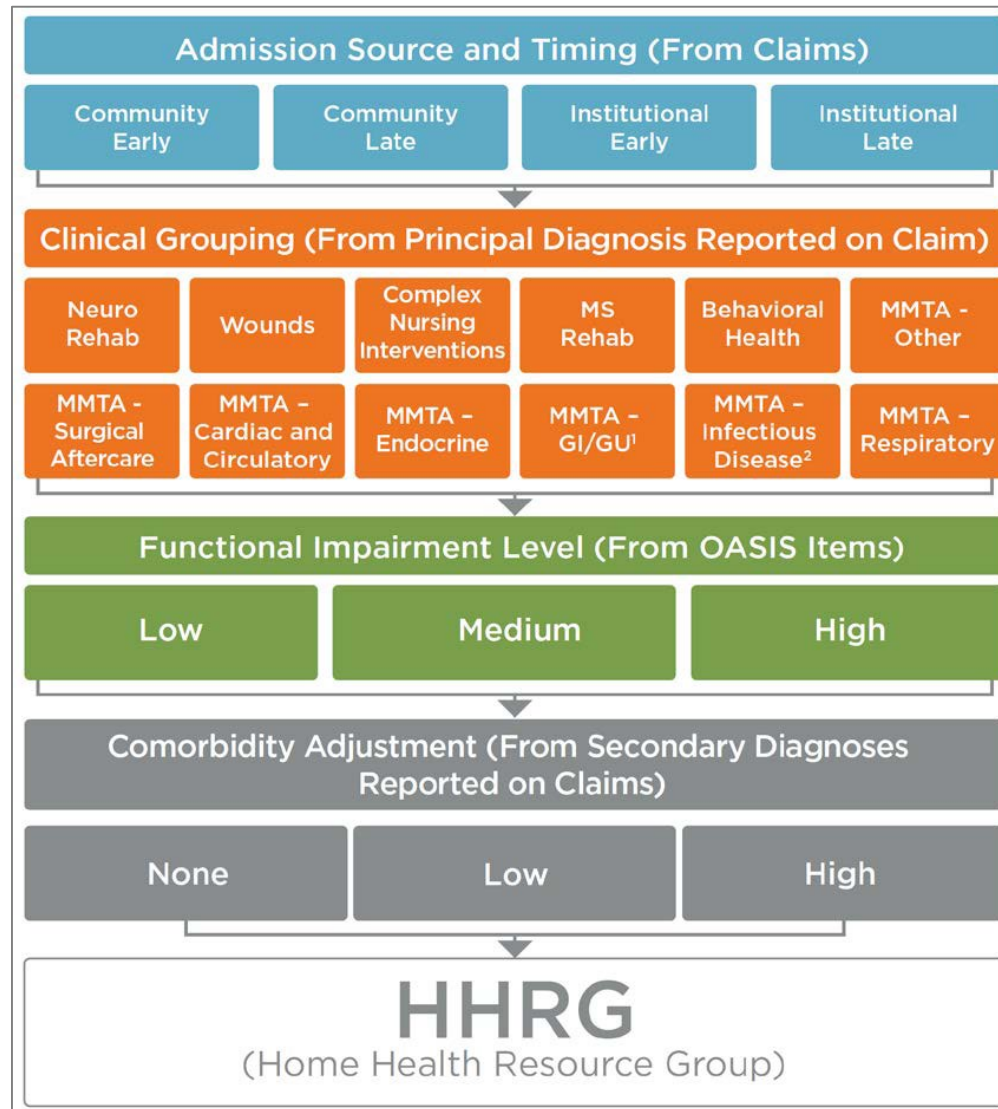 Admission Source and Timing (From Claims)
Community
Early
Community
Late
Institutional
Early
Institutional
Late
Clinical Grouping (From Principal Diagnosis Reported on Claim)
Neuro
Rehab
Wounds
Complex
Nursing
Interventions
MS
Rehab
Behavioral
Health
MMTA -
Other
MMTA -
Surgical
Aftercare
MMTA –
Cardiac and
Circulatory
MMTA –
Endocrine
MMTA –
GI/GU¹
MMTA –
Infectious
Disease²
MMTA –
Respiratory
Functional Impairment Level (From OASIS Items)
Low
Medium
High
Comorbidity Adjustment (From Secondary Diagnoses
Reported on Claims)
None
Low
High
HHRG
(Home Health Resource Group)